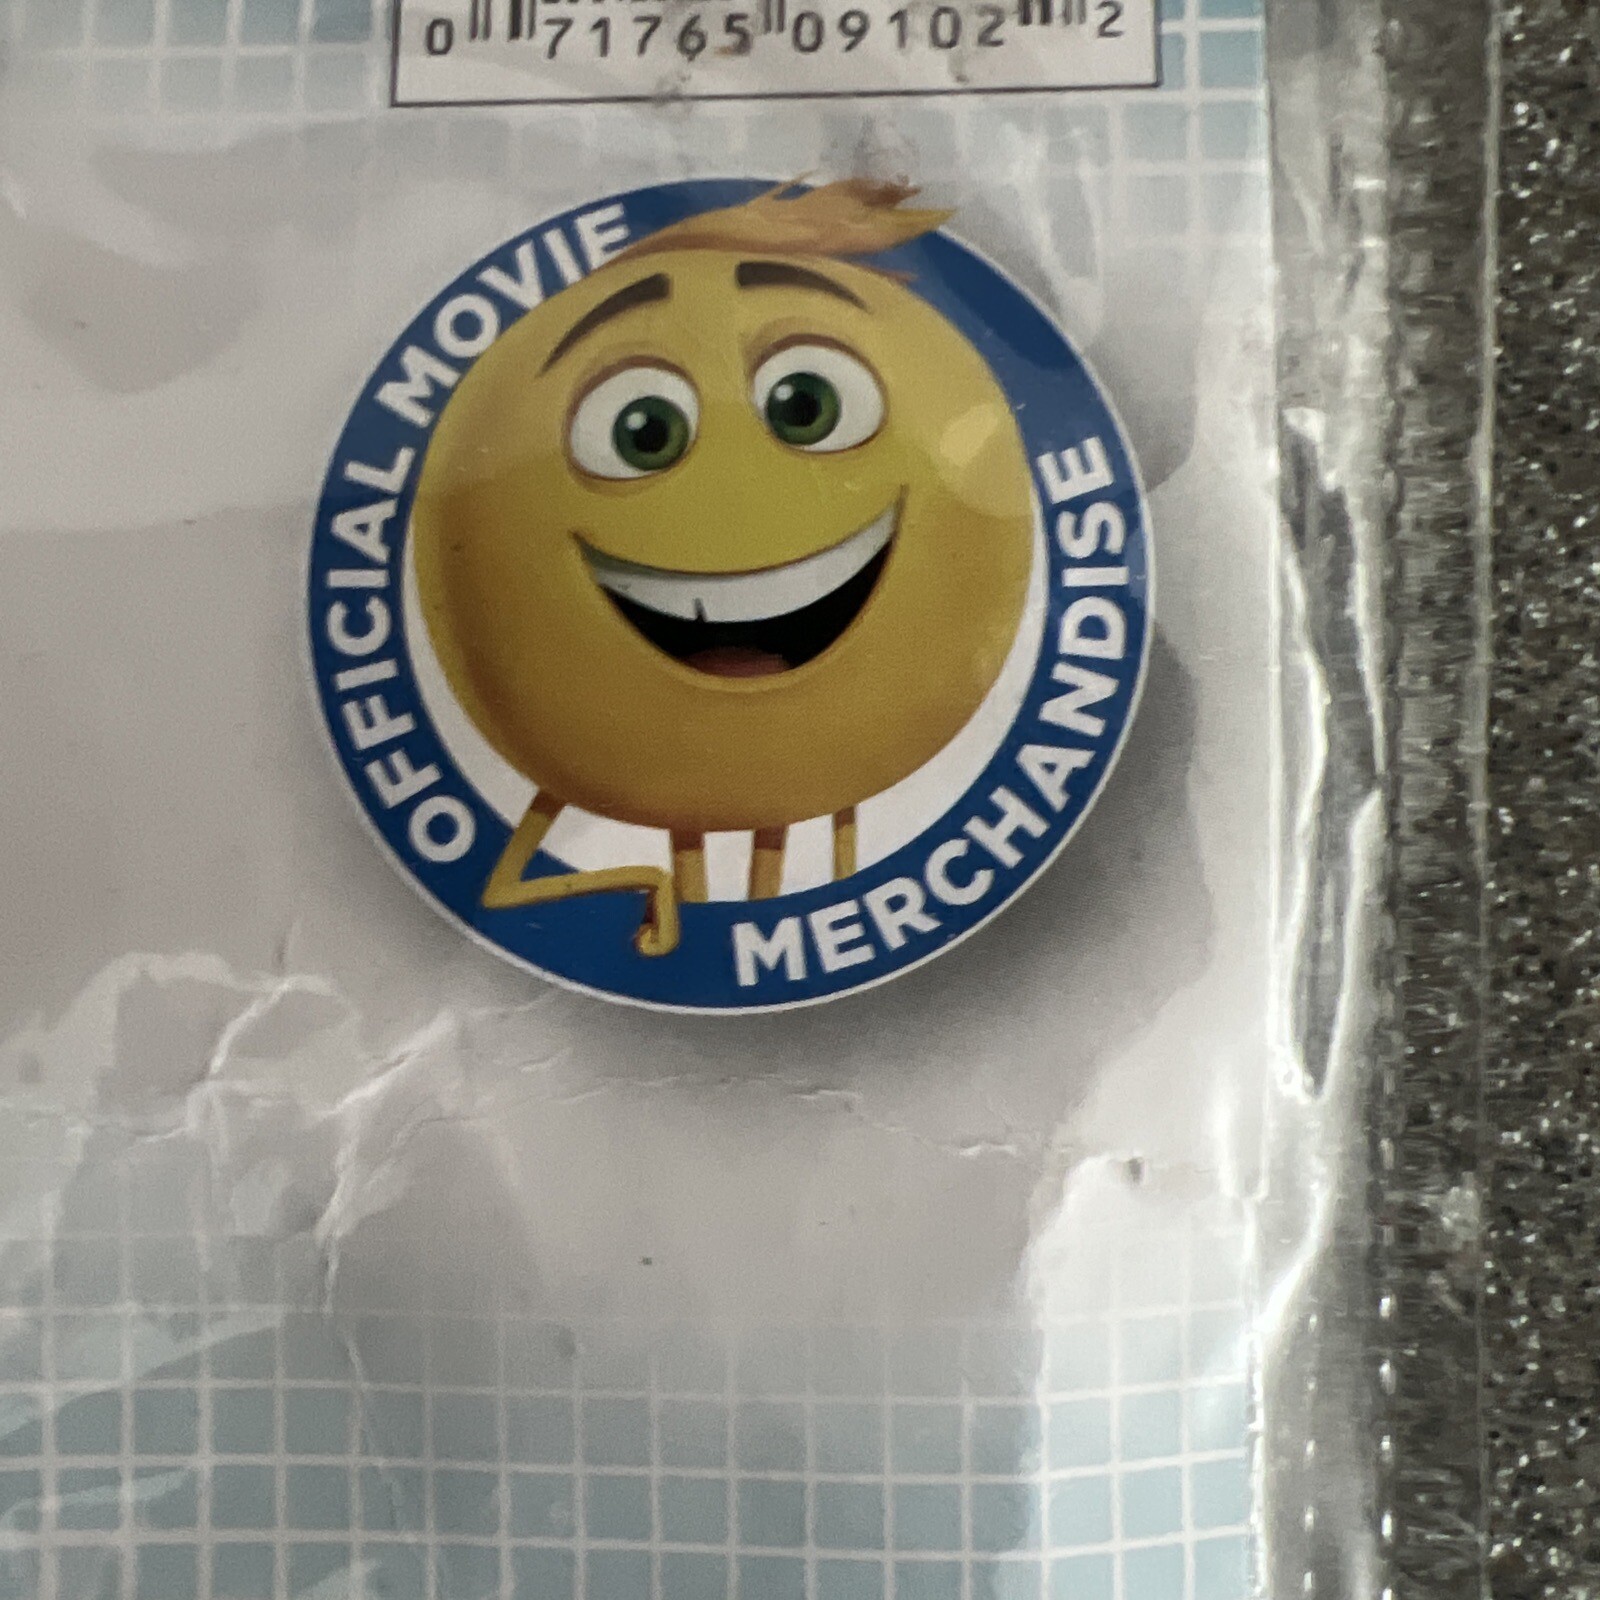 0 71765 09102 2
OFFICIAL MOVIE
MERCHANDISE